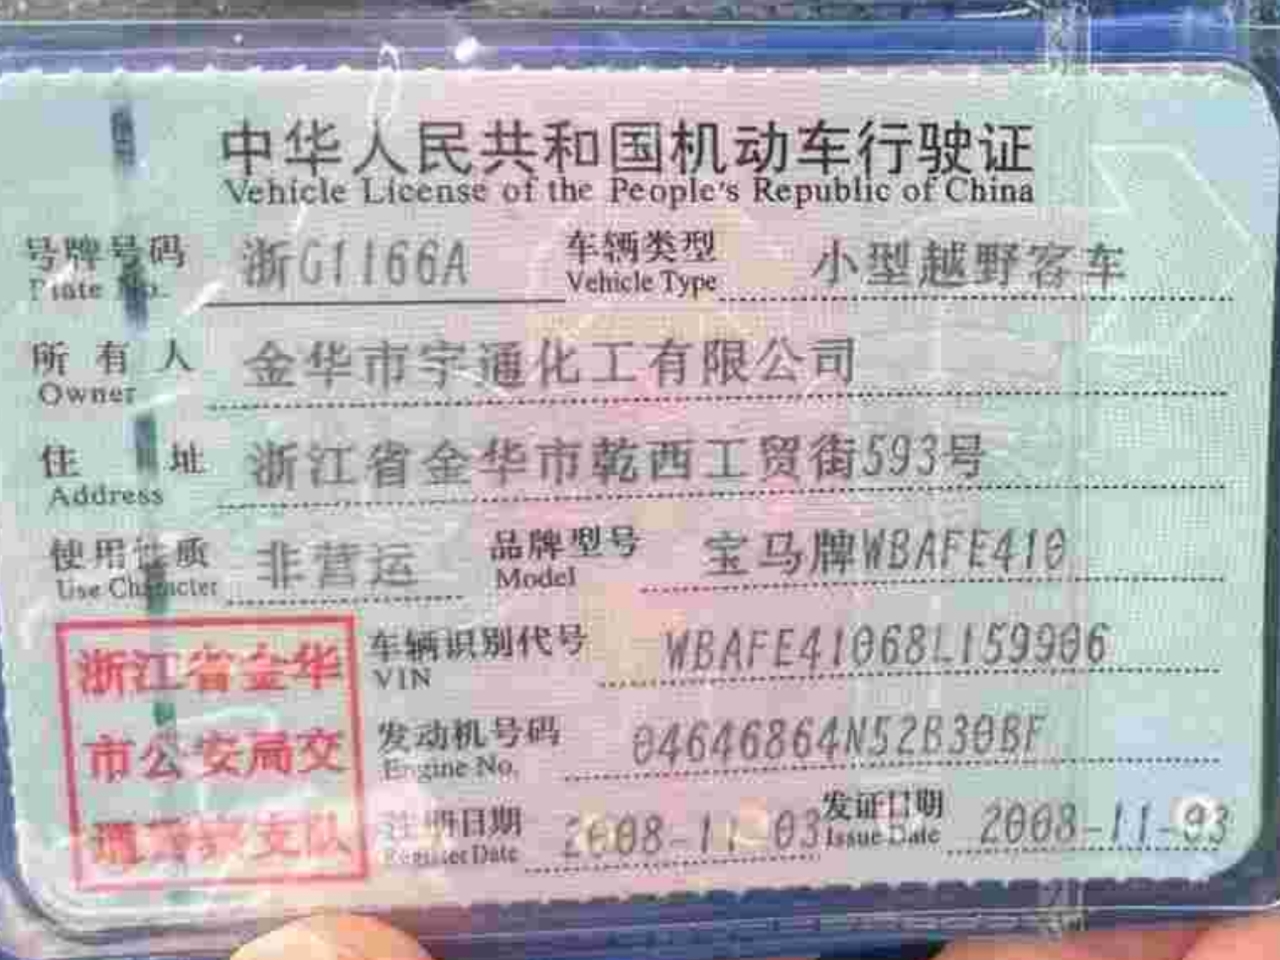 中华人民共和国机动车行驶证
Vehicle License of the People's Republic of China
号牌号码 浙G1166A 车辆类型 小型越野客车
Plate No. Vehicle Type
所有人 金华市宇通化工有限公司
Owner
住址 浙江省金华市乾西工贸街593号
Address
使用性质 非营运 品牌型号 宝马牌WBAFE410
Use Character Model
车辆识别代号 WBAFE41068L159906
VIN
发动机号码 04646864N52B30BF
Engine No.
注册日期 2008-11-03 发证日期 2008-11-03
Register Date Issue Date
浙江省金华
市公安局交
通警察支队